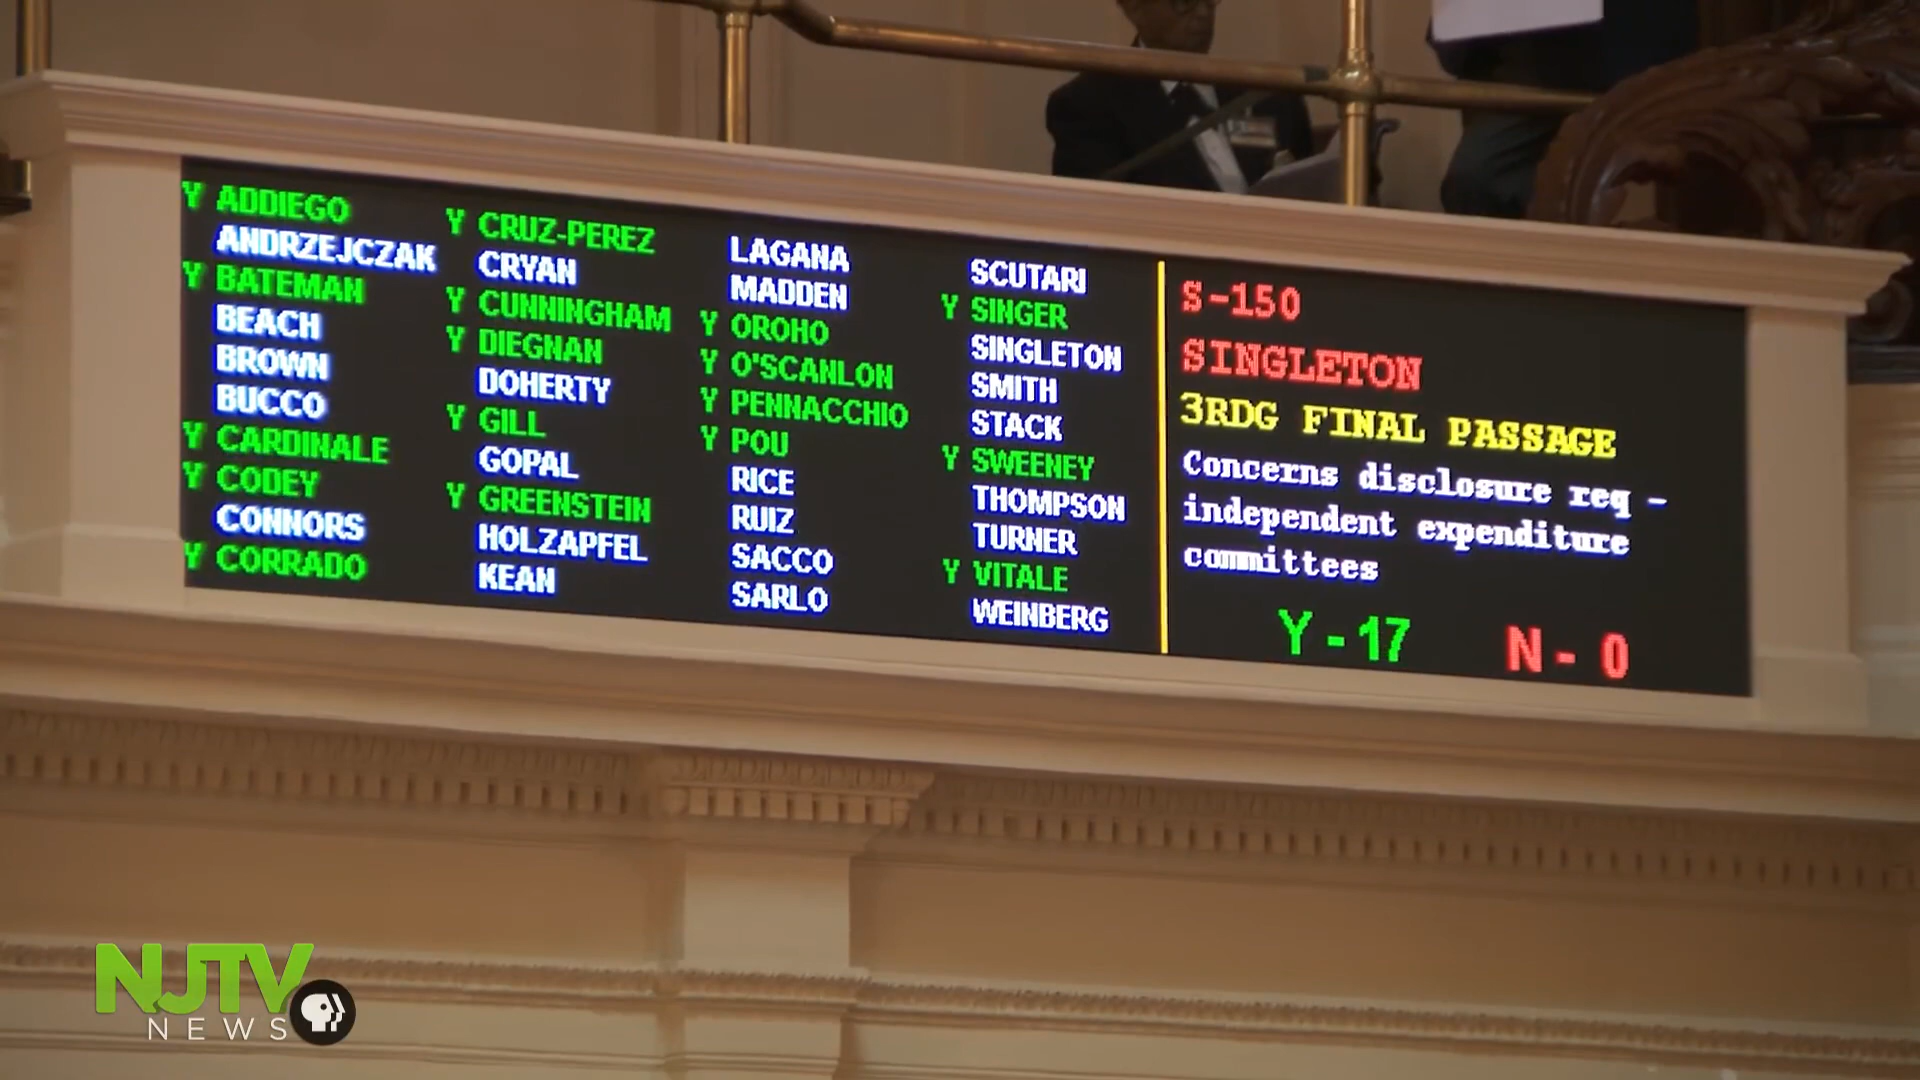 Y ADDIEGO
ANDRZEJCZAK
Y BATEMAN
BEACH
BROWN
BUCCO
Y CARDINALE
Y CODEY
CONNORS
Y CORRADO
Y CRUZ-PEREZ
CRYAN
Y CUNNINGHAM
Y DIEGNAN
DOHERTY
Y GILL
GOPAL
Y GREENSTEIN
HOLZAPFEL
KEAN
LAGANA
MADDEN
Y OROHO
Y O'SCANLON
Y PENNACCHIO
Y POU
RICE
RUIZ
SACCO
SARLO
SCUTARI
Y SINGER
SINGLETON
SMITH
STACK
Y SWEENEY
THOMPSON
TURNER
Y VITALE
WEINBERG
S-150
SINGLETON
3RDG FINAL PASSAGE
Concerns disclosure req -
independent expenditure
committees
Y - 17 N - 0
NJTV
NEWS